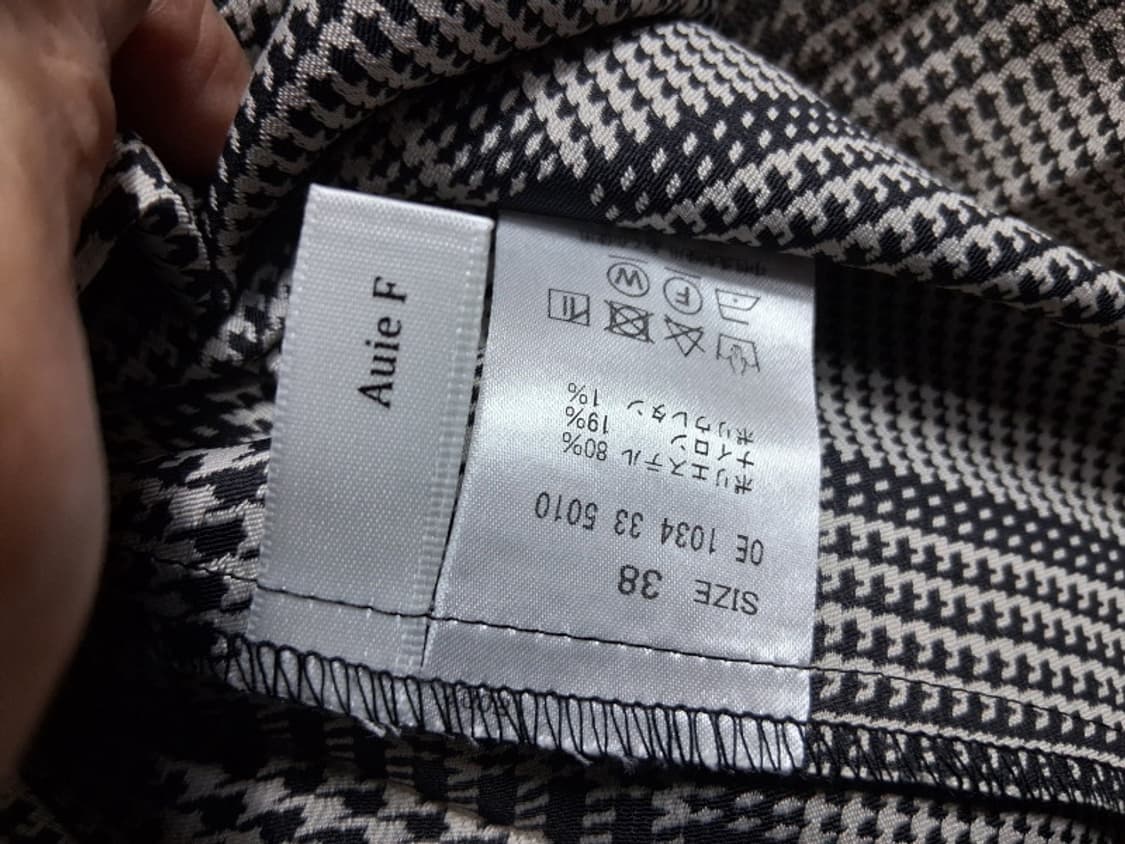 Auie F
SIZE 38
OE 1034 33 5010
ポリエステル 80%
ナイロン 19%
ポリウレタン 1%
F
W